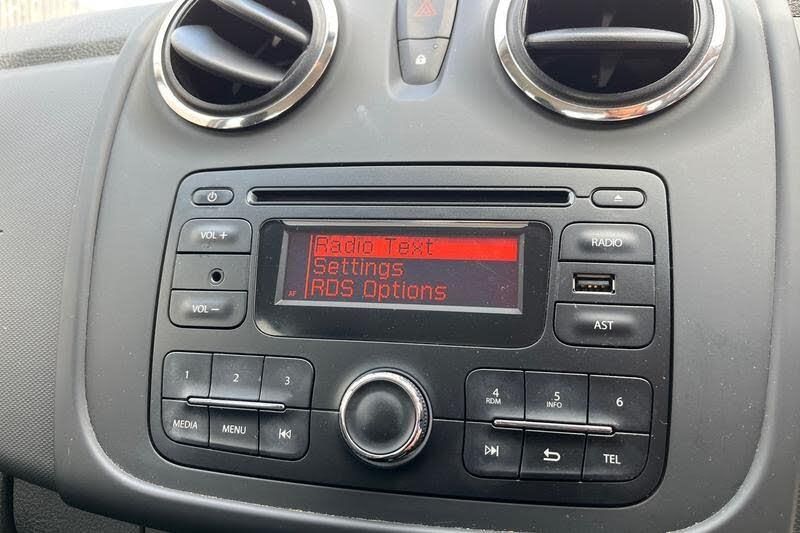 VOL +
VOL –
Radio Text
Settings
AF RDS Options
RADIO
AST
1 2 3
MEDIA MENU
4 RDM 5 INFO 6
TEL